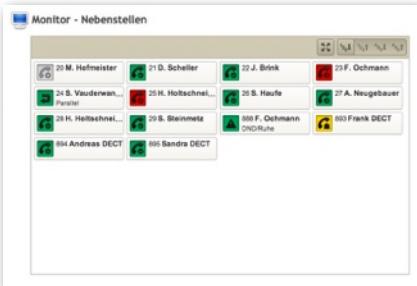 Monitor - Nebenstellen
20 M. Hofmeister
21 D. Scheller
22 J. Brink
23 F. Ochmann
24 S. Vauderwan...
Parallel
25 H. Holtschnei...
26 S. Haufe
27 A. Neugebauer
28 H. Holtschnei...
29 S. Steinmetz
888 F. Ochmann
DND/Ruhe
893 Frank DECT
894 Andreas DECT
895 Sandra DECT